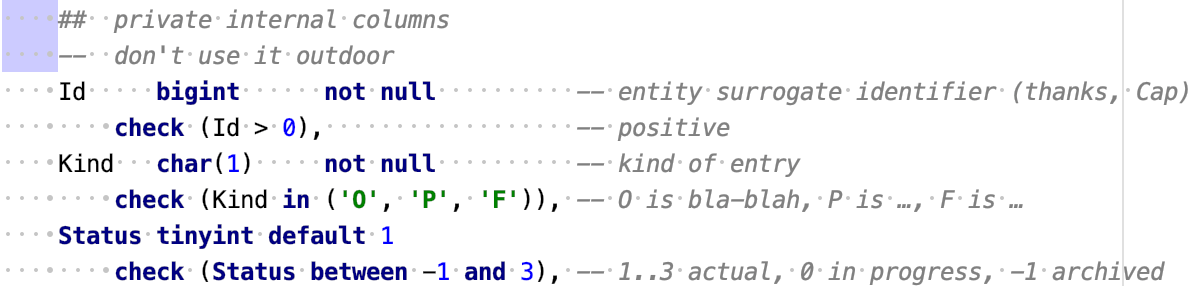 ##  private internal columns
--  don't use it outdoor
Id     bigint      not null          -- entity surrogate identifier (thanks, Cap)
    check (Id > 0),                  -- positive
Kind   char(1)     not null          -- kind of entry
    check (Kind in ('O', 'P', 'F')), -- O is bla-blah, P is …, F is …
Status tinyint default 1
    check (Status between -1 and 3), -- 1..3 actual, 0 in progress, -1 archived